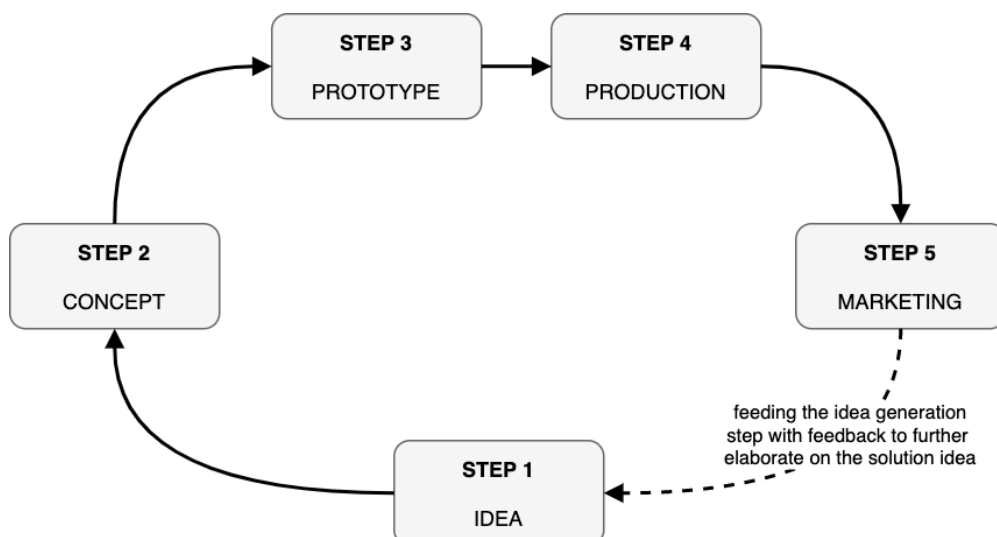 STEP 3
PROTOTYPE
STEP 4
PRODUCTION
STEP 2
CONCEPT
STEP 5
MARKETING
feeding the idea generation
step with feedback to further
elaborate on the solution idea
STEP 1
IDEA